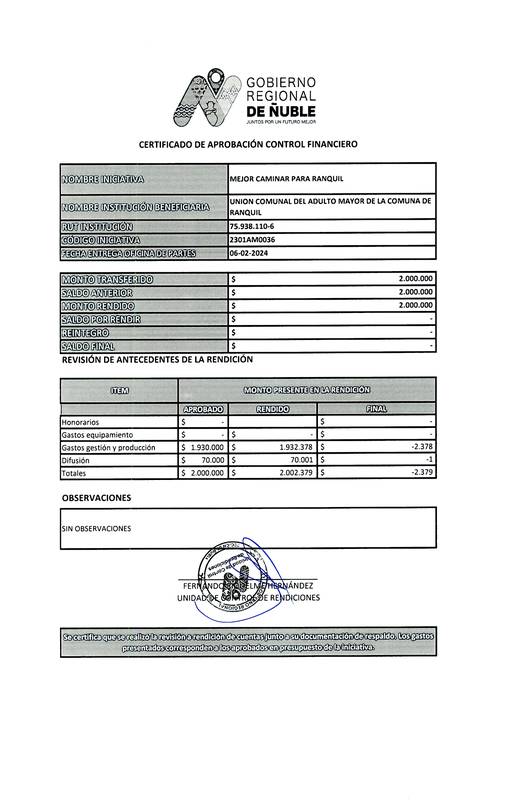 GOBIERNO
REGIONAL
DE ÑUBLE
JUNTOS POR UN FUTURO MEJOR
CERTIFICADO DE APROBACIÓN CONTROL FINANCIERO
NOMBRE INICIATIVA MEJOR CAMINAR PARA RANQUIL
NOMBRE INSTITUCIÓN BENEFICIARIA UNION COMUNAL DEL ADULTO MAYOR DE LA COMUNA DE
RANQUIL
RUT INSTITUCIÓN 75.938.110-6
CÓDIGO INICIATIVA 2301AM0036
FECHA ENTREGA OFICINA DE PARTES 06-02-2024
MONTO TRANSFERIDO $ 2.000.000
SALDO ANTERIOR $ 2.000.000
MONTO RENDIDO $ 2.000.000
SALDO POR RENDIR $ -
REINTEGRO $ -
SALDO FINAL $ -
REVISIÓN DE ANTECEDENTES DE LA RENDICIÓN
ITEM MONTO PRESENTE EN LA RENDICIÓN
APROBADO RENDIDO FINAL
Honorarios $ - $ -
Gastos equipamiento $ - $ - $ -
Gastos gestión y producción $ 1.930.000 $ 1.932.378 -2.378
Difusión $ 70.000 $ 70.001 -1
Totales $ 2.000.000 $ 2.002.379 -2.379
OBSERVACIONES
SIN OBSERVACIONES
HERNÁNDEZ
UNIDAD DE CONTROL DE RENDICIONES
Se certifica que se realizo la revisión a rendición de cuentas junto a su documentación de respaldo. Los gastos
presentados corresponden a los aprobados en presupuesto de la iniciativa.